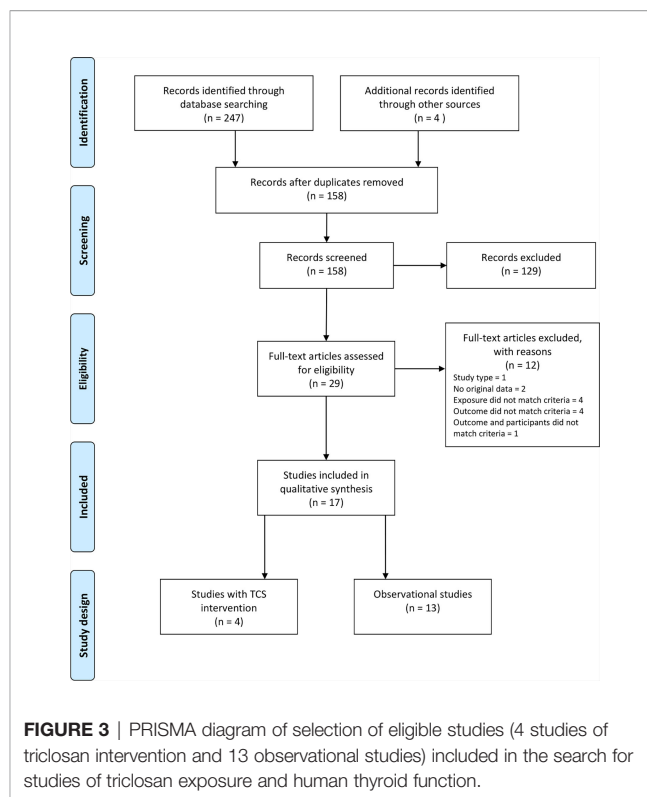 Identification
Records identified through
database searching
(n = 247)
Additional records identified
through other sources
(n = 4 )
Records after duplicates removed
(n = 158)
Screening
Records screened
(n = 158)
Records excluded
(n = 129)
Eligibility
Full-text articles assessed
for eligibility
(n = 29)
Full-text articles excluded,
with reasons
(n = 12)
Study type = 1
No original data = 2
Exposure did not match criteria = 4
Outcome did not match criteria = 4
Outcome and participants did not
match criteria = 1
Included
Studies included in
qualitative synthesis
(n = 17)
Study design
Studies with TCS
intervention
(n = 4)
Observational studies
(n = 13)
FIGURE 3 | PRISMA diagram of selection of eligible studies (4 studies of
triclosan intervention and 13 observational studies) included in the search for
studies of triclosan exposure and human thyroid function.